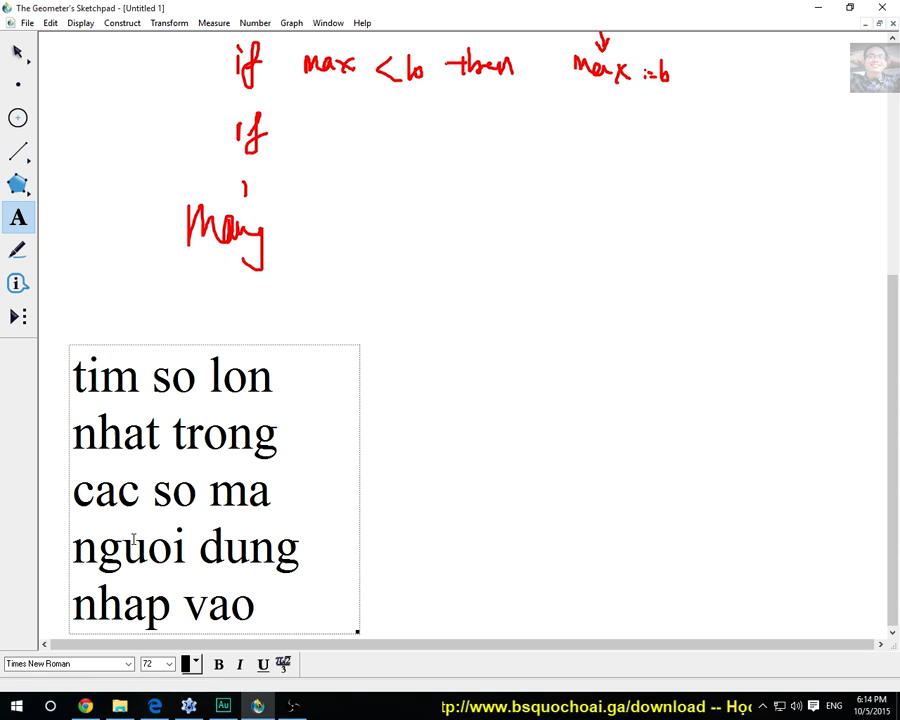 The Geometer's Sketchpad - [Untitled 1]
File Edit Display Construct Transform Measure Number Graph Window Help
if max < b then max := b
if
Mảng
tim so lon
nhat trong
cac so ma
nguoi dung
nhap vao
Times New Roman 72 B I U
ttp://www.bsquochoai.ga/download -- Học ENG 6:14 PM
10/5/2015